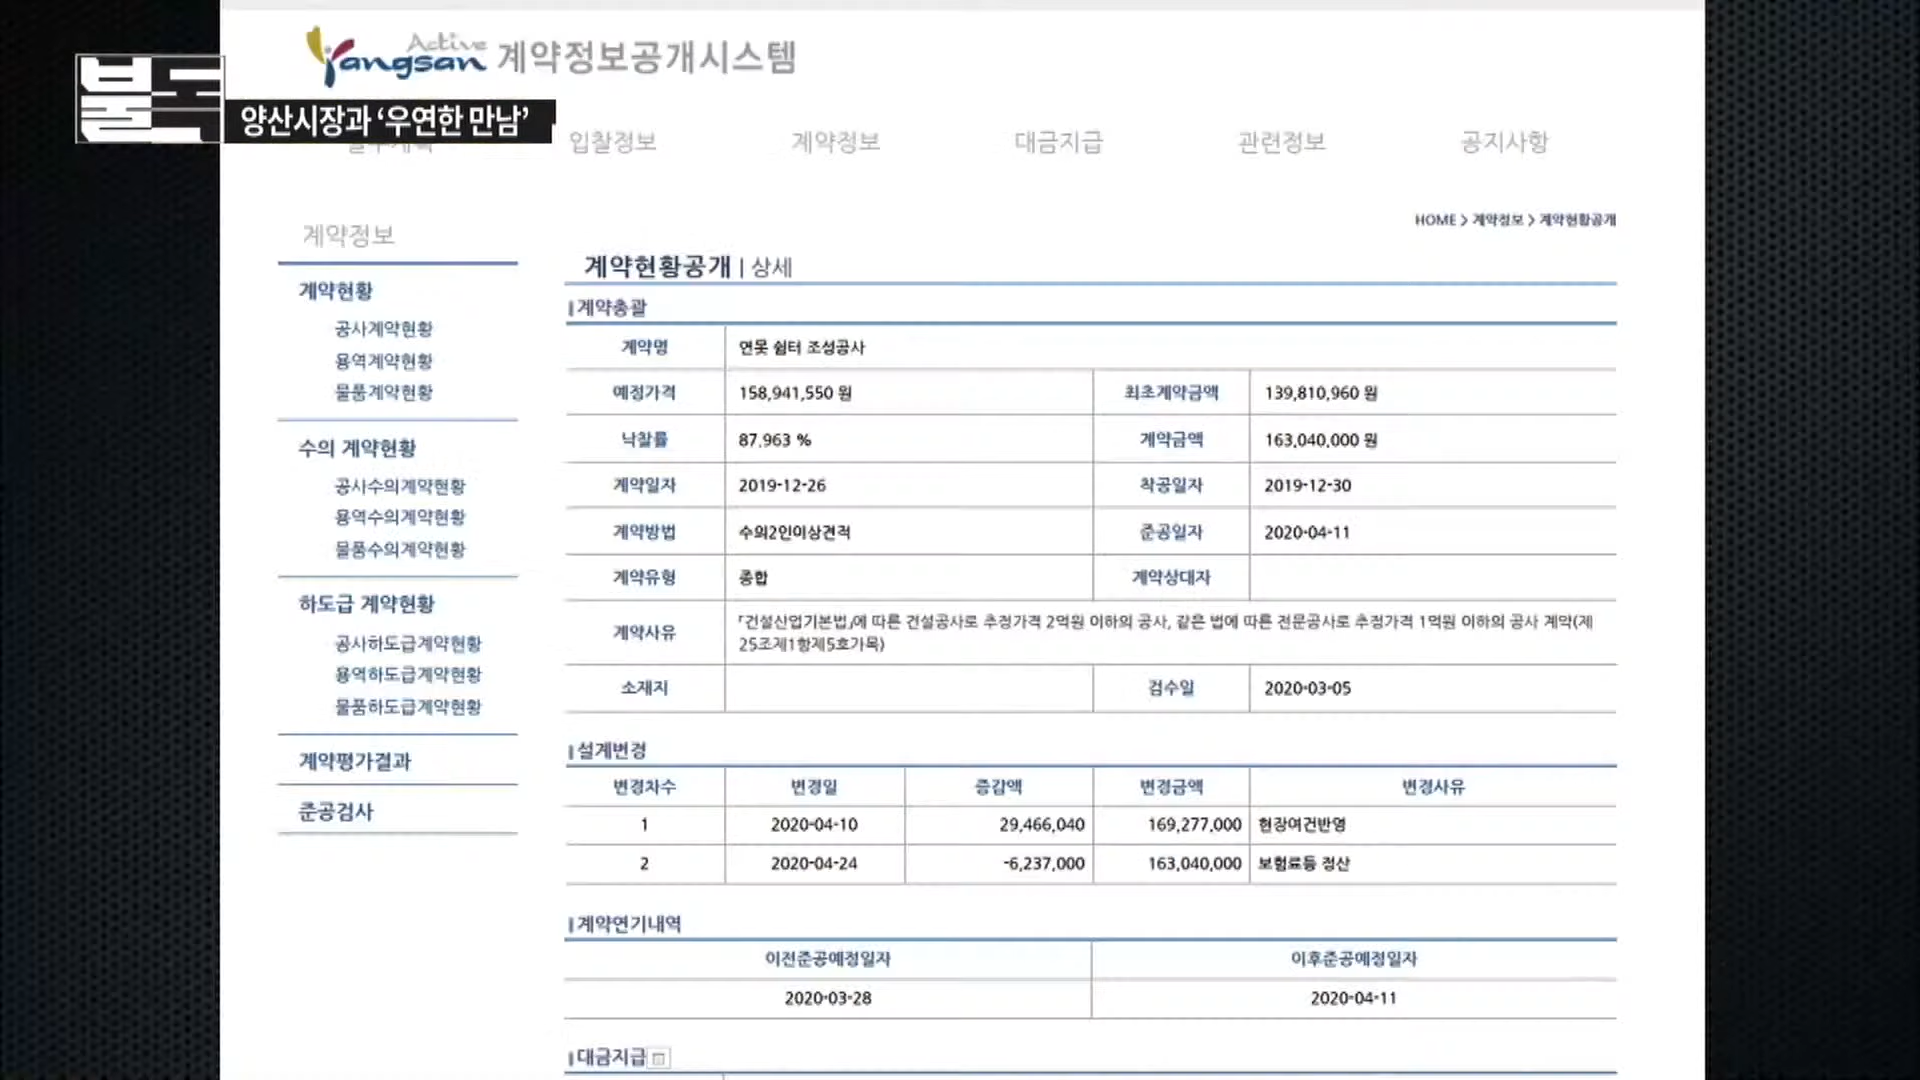 Active
Yangsan 계약정보공개시스템
불독
양산시장과 ‘우연한 만남’
입찰정보 계약정보 대금지급 관련정보 공지사항
HOME > 계약정보 > 계약현황공개
계약정보
계약현황
공사계약현황
용역계약현황
물품계약현황
수의 계약현황
공사수의계약현황
용역수의계약현황
물품수의계약현황
하도급 계약현황
공사하도급계약현황
용역하도급계약현황
물품하도급계약현황
계약평가결과
준공검사
계약현황공개 | 상세
계약총괄
계약명 연못 쉼터 조성공사
예정가격 158,941,550 원 최초계약금액 139,810,960 원
낙찰률 87.963 % 계약금액 163,040,000 원
계약일자 2019-12-26 착공일자 2019-12-30
계약방법 수의2인이상견적 준공일자 2020-04-11
계약유형 종합 계약상대자
계약사유 「건설산업기본법」에 따른 건설공사로 추정가격 2억원 이하의 공사, 같은 법에 따른 전문공사로 추정가격 1억원 이하의 공사 계약(제
25조제1항제5호가목)
소재지 검수일 2020-03-05
설계변경
변경차수 변경일 증감액 변경금액 변경사유
1 2020-04-10 29,466,040 169,277,000 현장여건반영
2 2020-04-24 -6,237,000 163,040,000 보험료등 정산
계약연기내역
이전준공예정일자 이후준공예정일자
2020-03-28 2020-04-11
대금지급